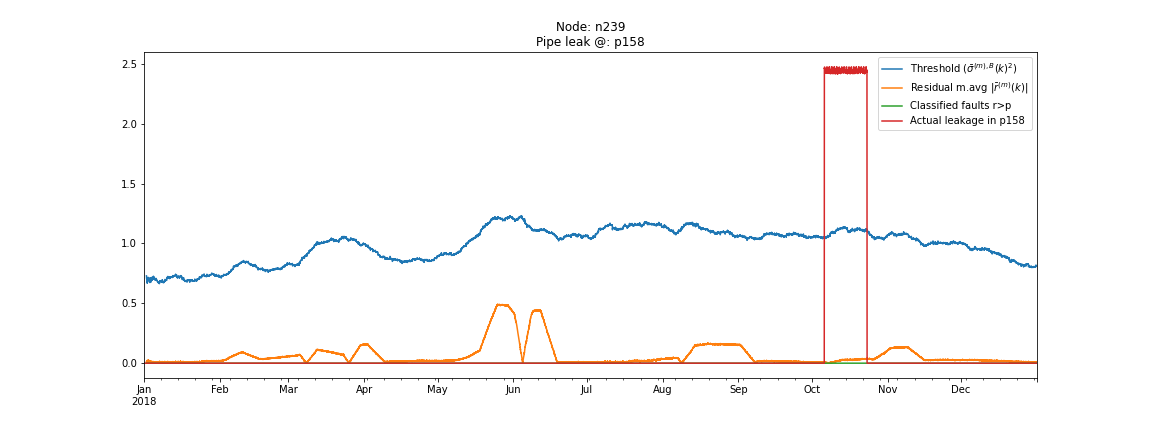 Node: n239
Pipe leak @: p158
2.5
2.0
1.5
1.0
0.5
0.0
Jan Feb Mar Apr May Jun Jul Aug Sep Oct Nov Dec
2018
Threshold (σ̄⁽ᵐ⁾,ᴮ(k)²)
Residual m.avg |r̄⁽ᵐ⁾(k)|
Classified faults r>p
Actual leakage in p158